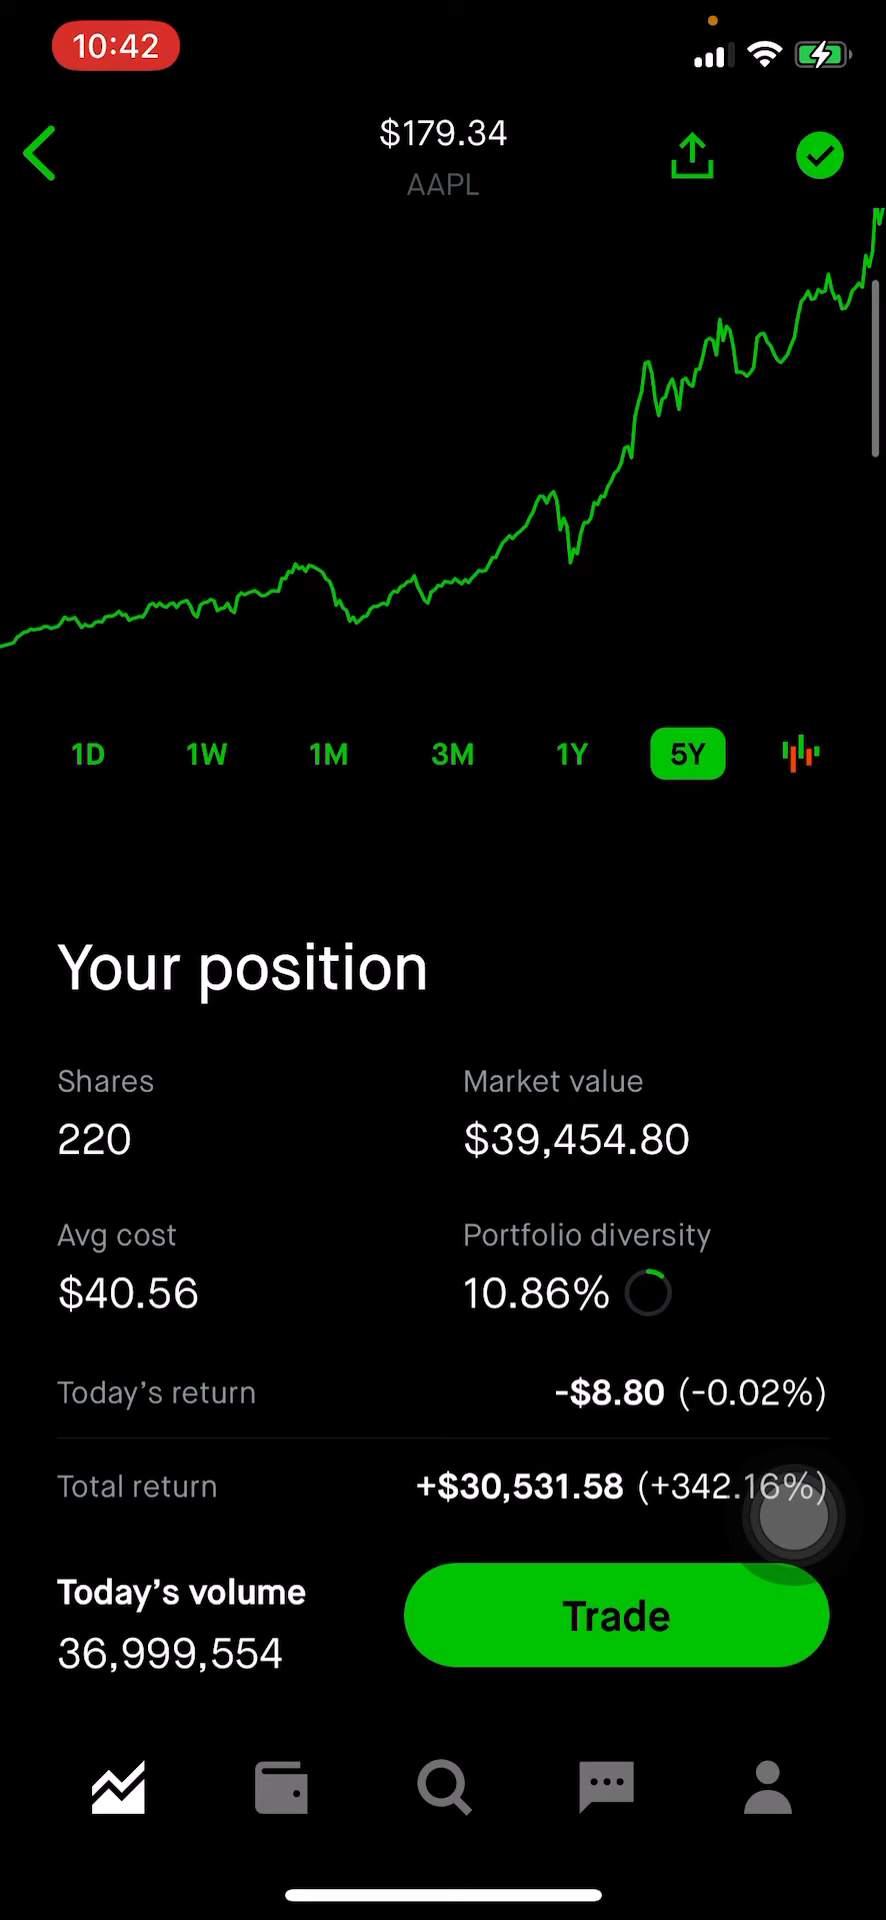 10:42
$179.34
AAPL
1D 1W 1M 3M 1Y 5Y
Your position
Shares Market value
220 $39,454.80
Avg cost Portfolio diversity
$40.56 10.86%
Today’s return -$8.80 (-0.02%)
Total return +$30,531.58 (+342.16%)
Today’s volume
Trade
36,999,554